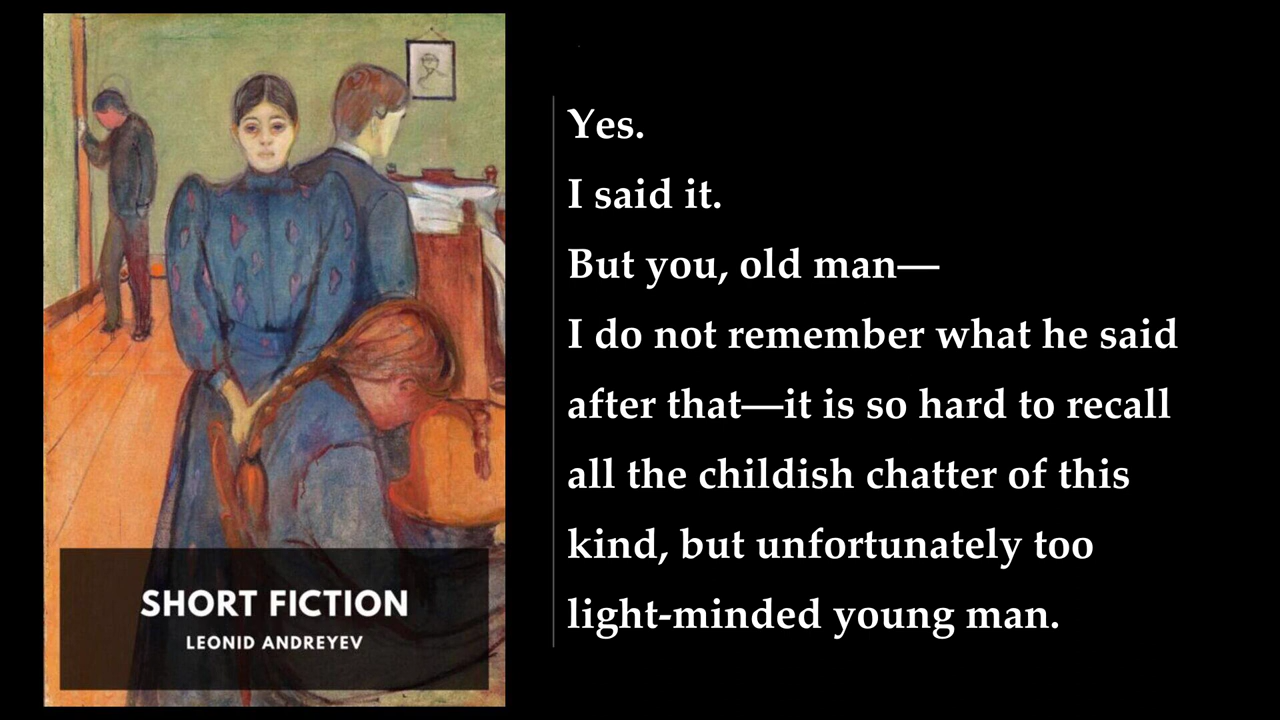 SHORT FICTION
LEONID ANDREYEV
Yes.
I said it.
But you, old man—
I do not remember what he said
after that—it is so hard to recall
all the childish chatter of this
kind, but unfortunately too
light-minded young man.